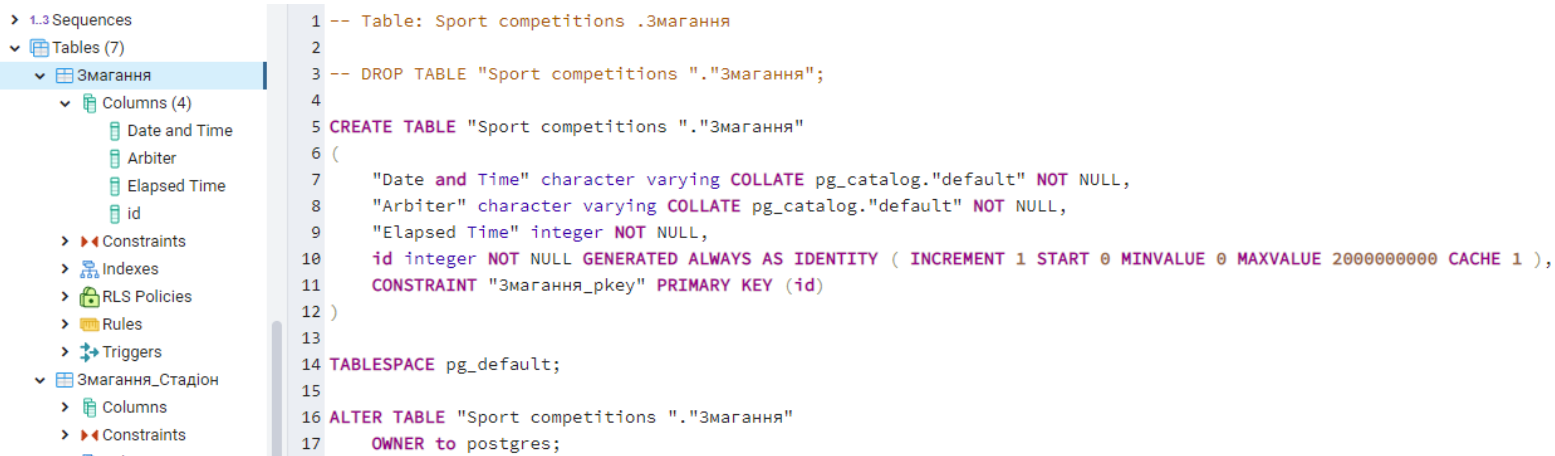 1..3 Sequences
Tables (7)
Змагання
Columns (4)
Date and Time
Arbiter
Elapsed Time
id
Constraints
Indexes
RLS Policies
Rules
Triggers
Змагання_Стадіон
Columns
Constraints
1 -- Table: Sport competitions .Змагання
2
3 -- DROP TABLE "Sport competitions "."Змагання";
4
5 CREATE TABLE "Sport competitions "."Змагання"
6 (
7 "Date and Time" character varying COLLATE pg_catalog."default" NOT NULL,
8 "Arbiter" character varying COLLATE pg_catalog."default" NOT NULL,
9 "Elapsed Time" integer NOT NULL,
10 id integer NOT NULL GENERATED ALWAYS AS IDENTITY ( INCREMENT 1 START 0 MINVALUE 0 MAXVALUE 2000000000 CACHE 1 ),
11 CONSTRAINT "Змагання_pkey" PRIMARY KEY (id)
12 )
13
14 TABLESPACE pg_default;
15
16 ALTER TABLE "Sport competitions "."Змагання"
17 OWNER to postgres;